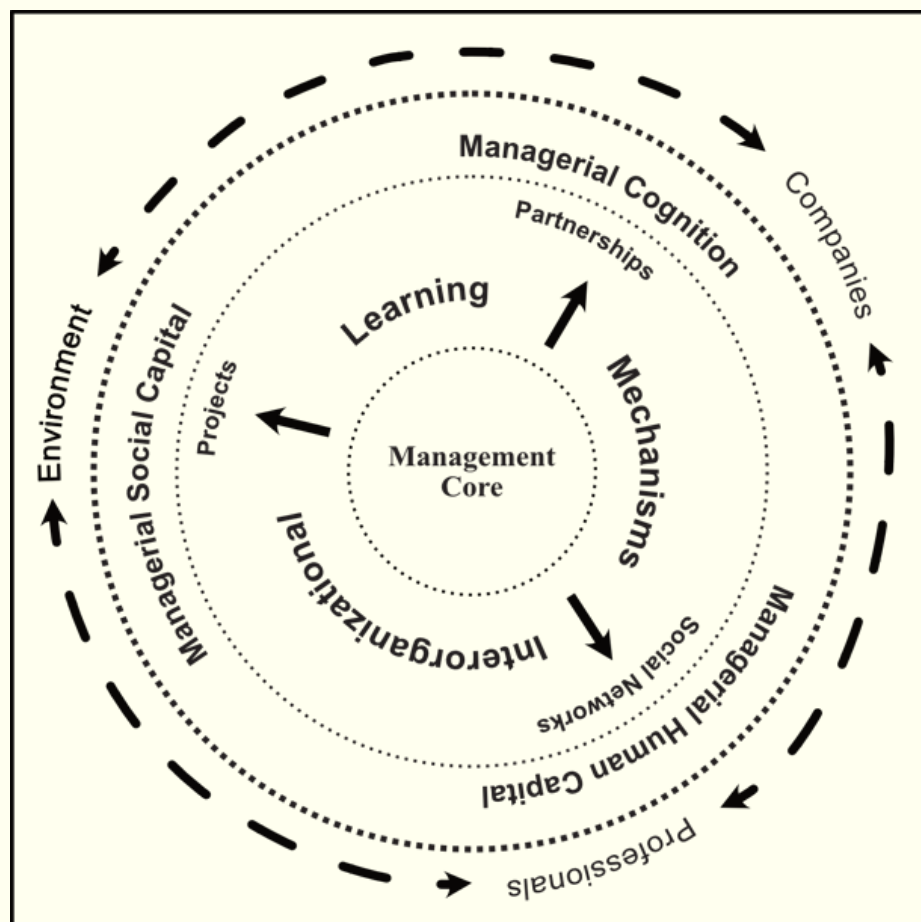 Companies
Managerial Cognition
Partnerships
Learning
Mechanisms
Environment
Managerial Social Capital
Projects
Management
Core
Interorganizational
Social Networks
Managerial Human Capital
Professionals